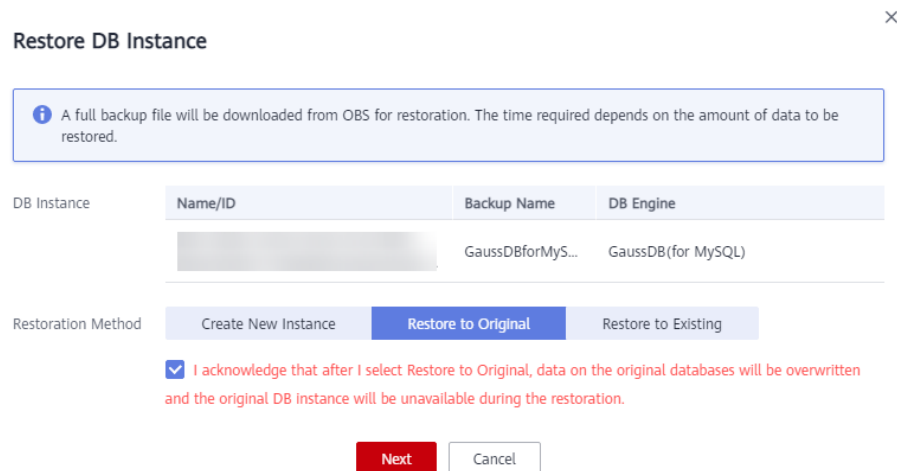 Restore DB Instance
A full backup file will be downloaded from OBS for restoration. The time required depends on the amount of data to be
restored.
DB Instance
Name/ID Backup Name DB Engine
GaussDBforMyS... GaussDB(for MySQL)
Restoration Method
Create New Instance Restore to Original Restore to Existing
I acknowledge that after I select Restore to Original, data on the original databases will be overwritten
and the original DB instance will be unavailable during the restoration.
Next Cancel